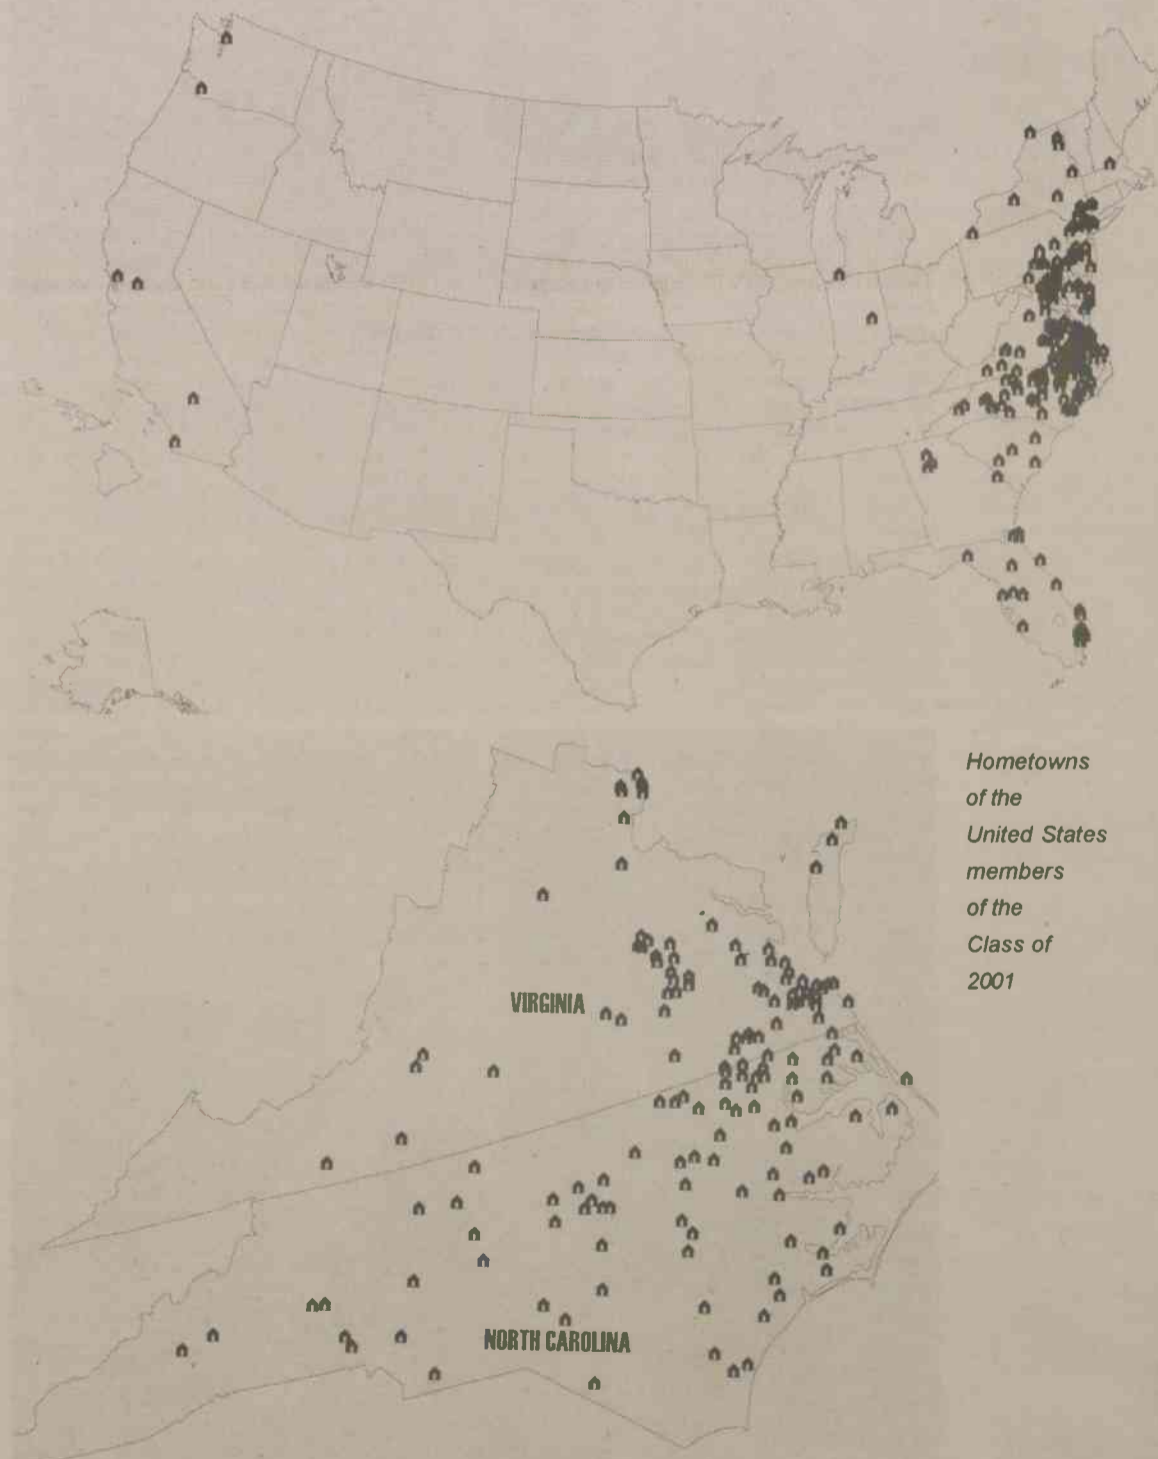 Hometowns
of the
United States
members
of the
Class of
2001
VIRGINIA
NORTH CAROLINA